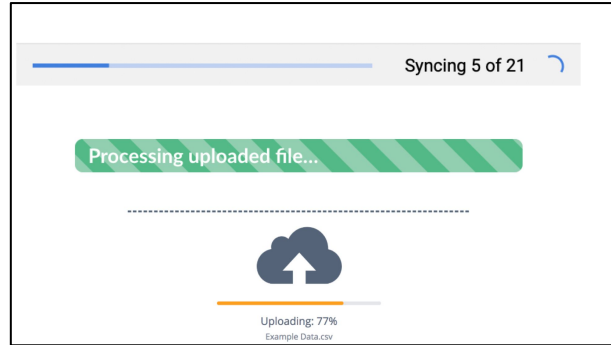 Syncing 5 of 21
Processing uploaded file...
Uploading: 77%
Example Data.csv